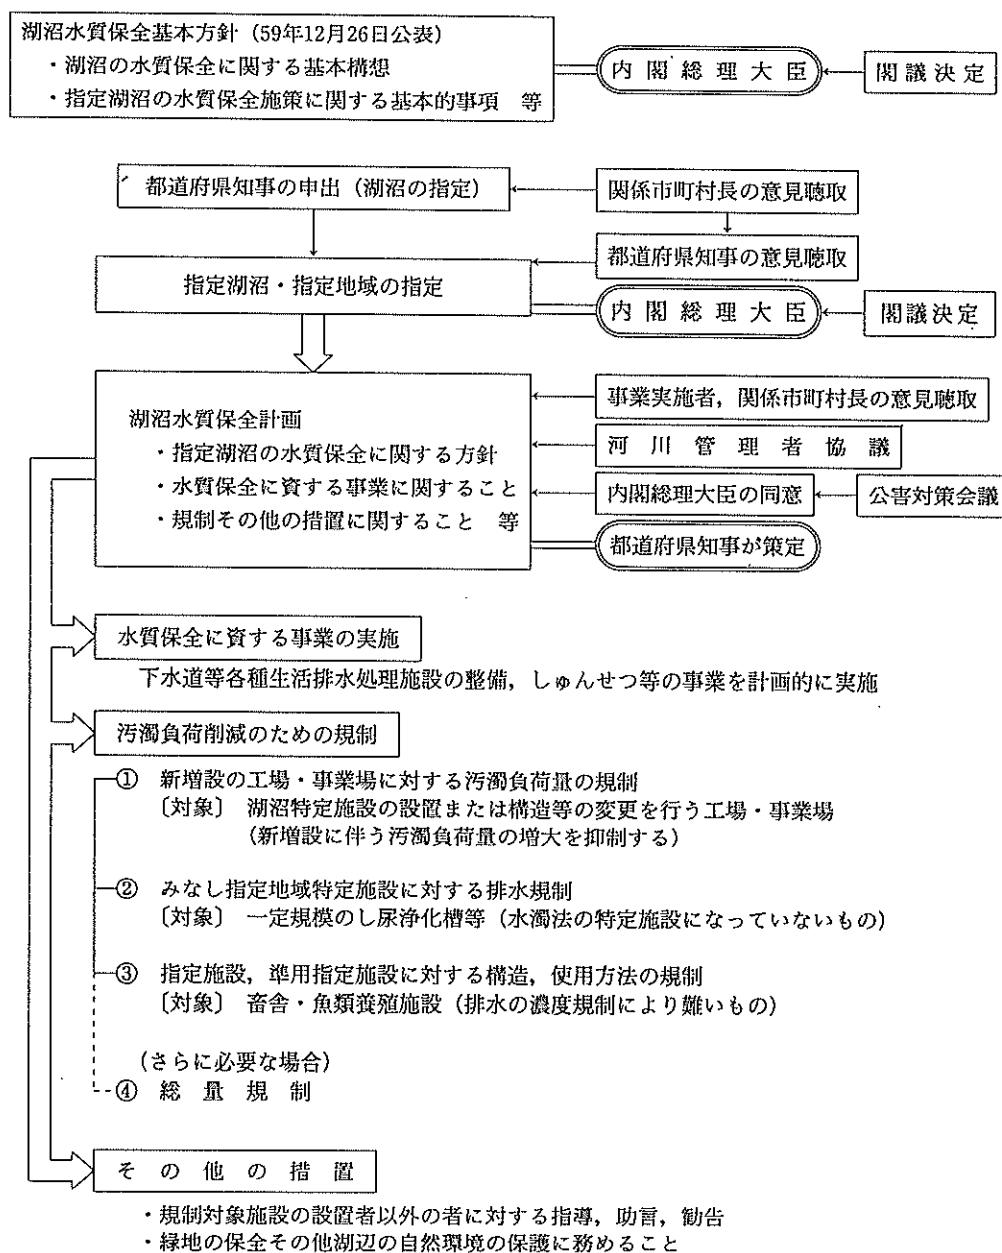 湖沼水質保全基本方針(59年12月26日公表)
・湖沼の水質保全に関する基本構想
・指定湖沼の水質保全施策に関する基本的事項 等
内閣総理大臣
閣議決定
都道府県知事の申出(湖沼の指定)
関係市町村長の意見聴取
都道府県知事の意見聴取
指定湖沼・指定地域の指定
内閣総理大臣
閣議決定
湖沼水質保全計画
・指定湖沼の水質保全に関する方針
・水質保全に資する事業に関すること
・規制その他の措置に関すること 等
事業実施者,関係市町村長の意見聴取
河川管理者協議
内閣総理大臣の同意
公害対策会議
都道府県知事が策定
水質保全に資する事業の実施
下水道等各種生活排水処理施設の整備,しゅんせつ等の事業を計画的に実施
汚濁負荷削減のための規制
① 新増設の工場・事業場に対する汚濁負荷量の規制
〔対象〕 湖沼特定施設の設置または構造等の変更を行う工場・事業場
(新増設に伴う汚濁負荷量の増大を抑制する)
② みなし指定地域特定施設に対する排水規制
〔対象〕 一定規模のし尿浄化槽等(水濁法の特定施設になっていないもの)
③ 指定施設,準用指定施設に対する構造,使用方法の規制
〔対象〕 畜舎・魚類養殖施設(排水の濃度規制により難いもの)
(さらに必要な場合)
④ 総量規制
その他の措置
・規制対象施設の設置者以外の者に対する指導,助言,勧告
・緑地の保全その他湖辺の自然環境の保護に務めること